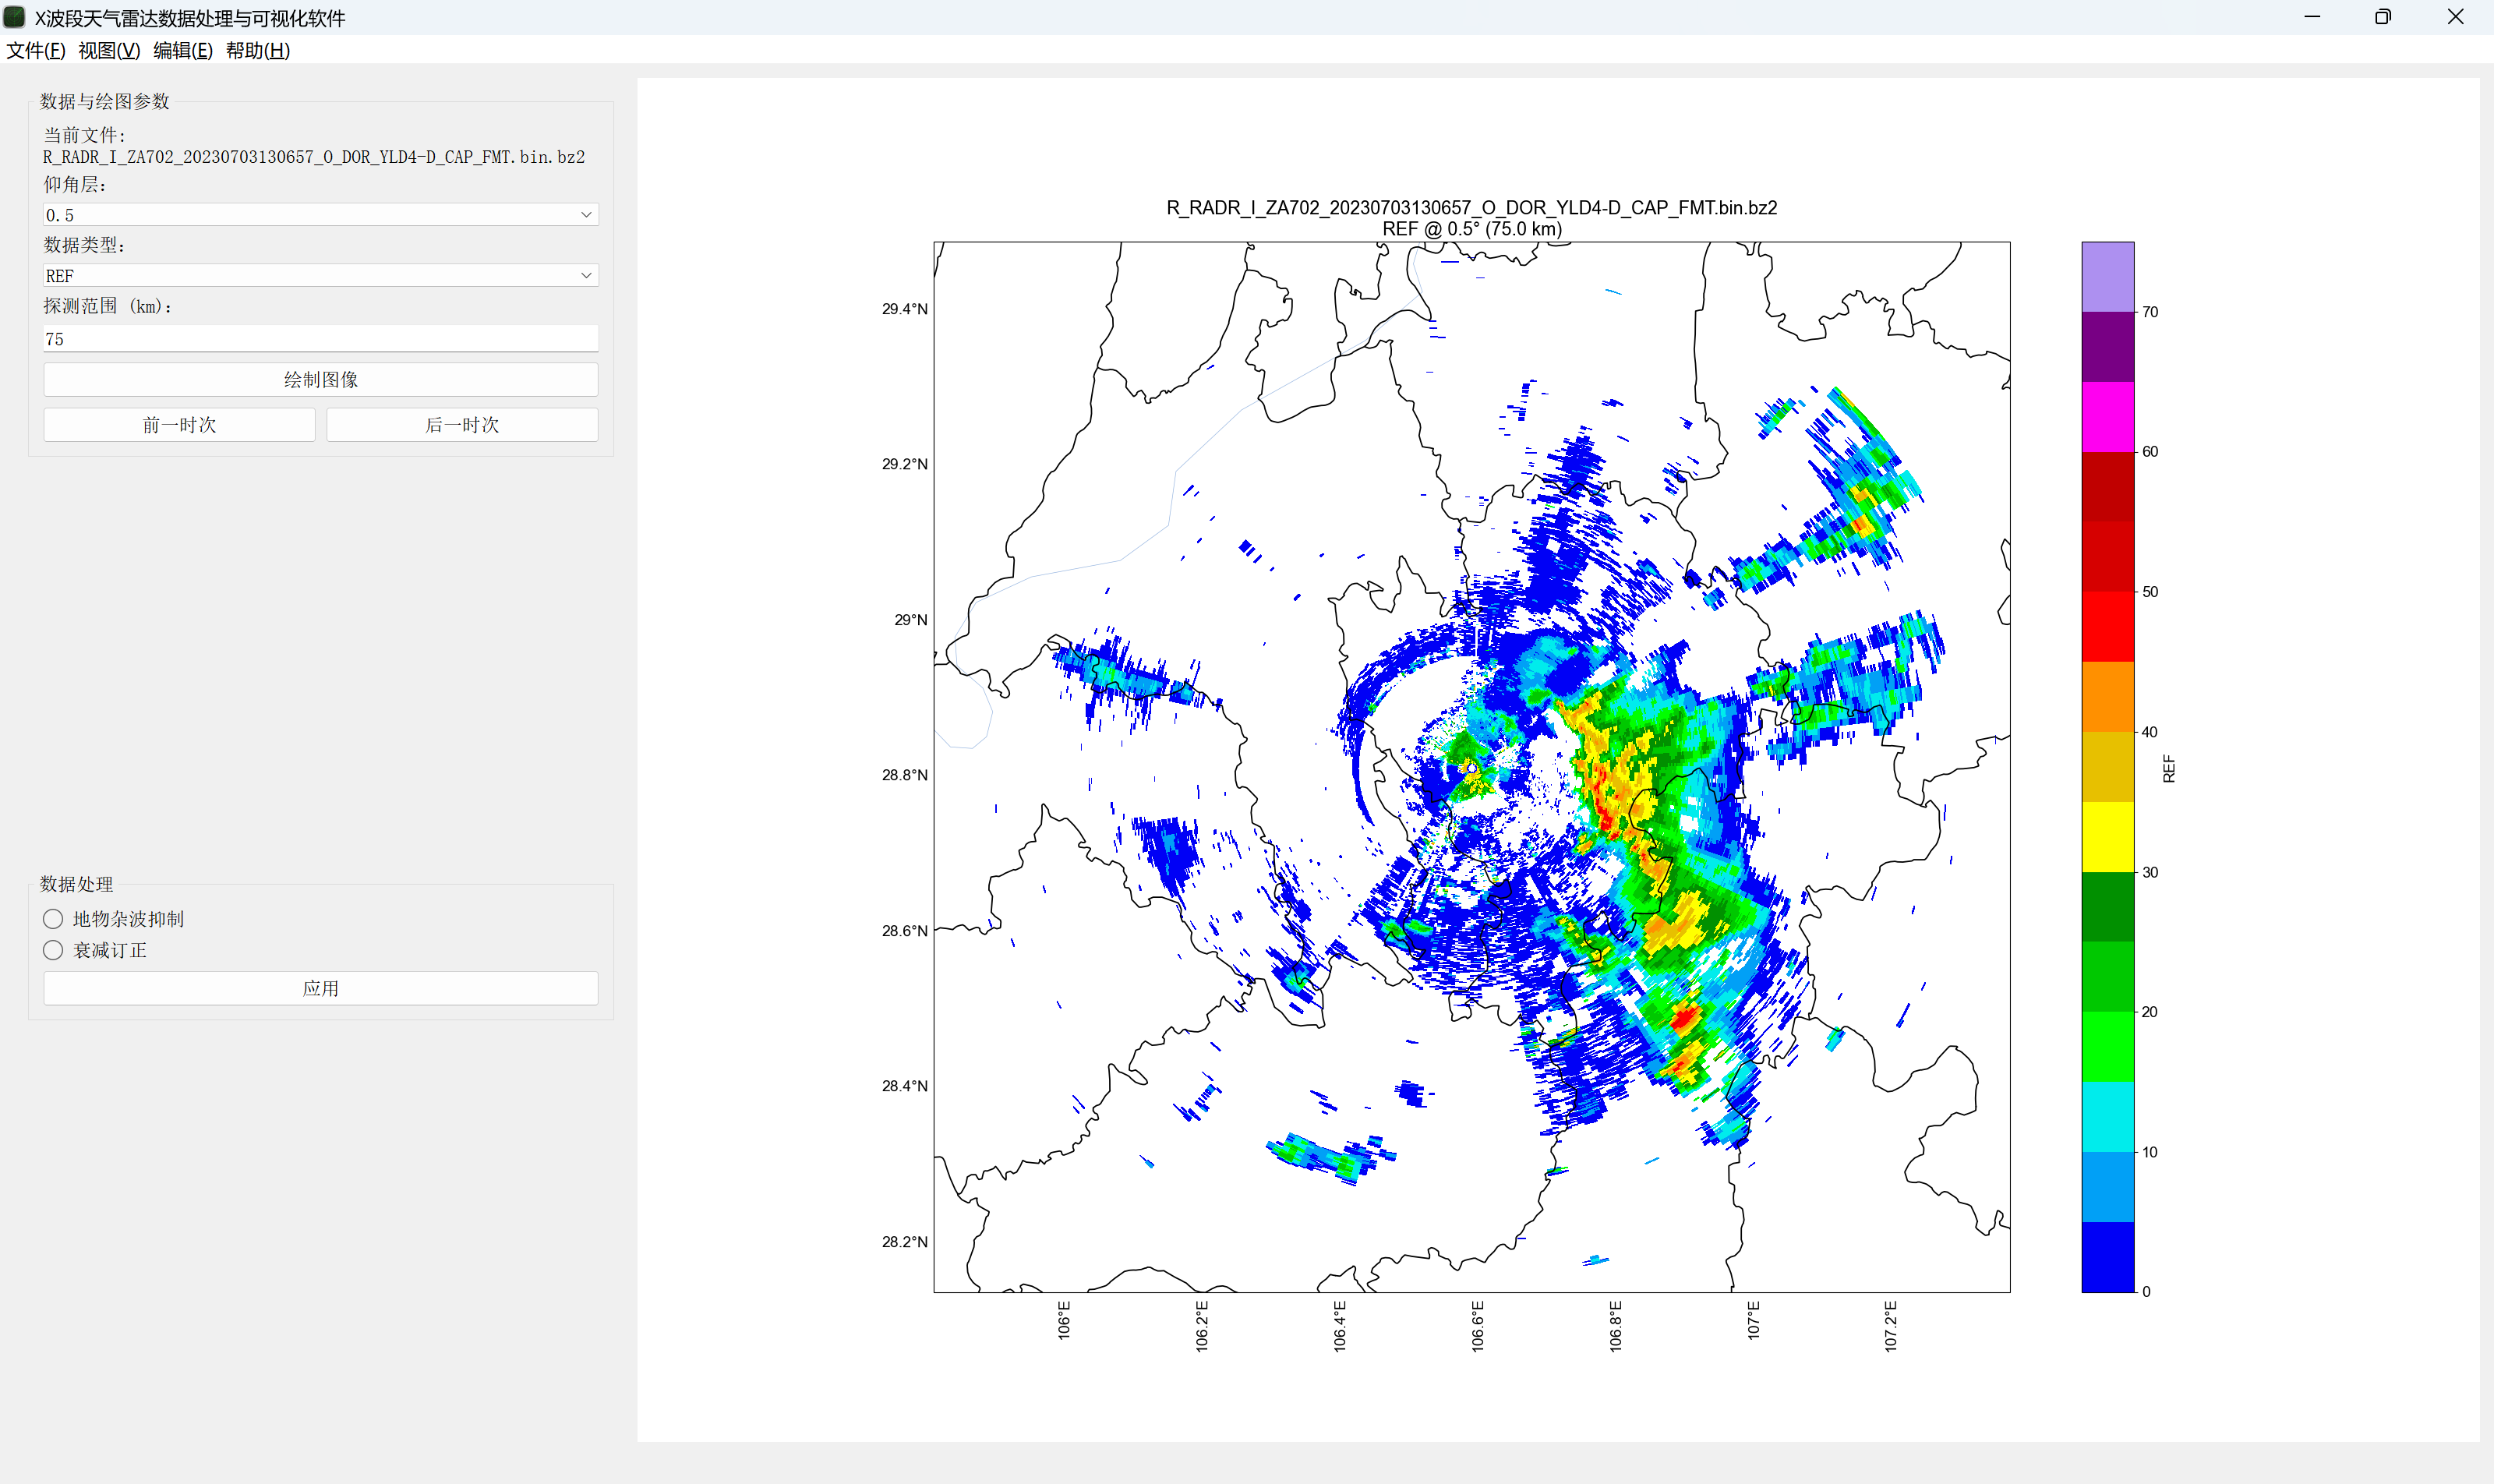 X波段天气雷达数据处理与可视化软件
文件(F) 视图(V) 编辑(E) 帮助(H)
数据与绘图参数
当前文件:
R_RADR_I_ZA702_20230703130657_O_DOR_YLD4-D_CAP_FMT.bin.bz2
仰角层:
0.5
数据类型:
REF
探测范围 (km):
75
绘制图像
前一时次 后一时次
数据处理
地物杂波抑制
衰减订正
应用
R_RADR_I_ZA702_20230703130657_O_DOR_YLD4-D_CAP_FMT.bin.bz2
REF @ 0.5° (75.0 km)
29.4°N
29.2°N
29°N
28.8°N
28.6°N
28.4°N
28.2°N
106°E
106.2°E
106.4°E
106.6°E
106.8°E
107°E
107.2°E
70
60
50
40
30
20
10
0
REF